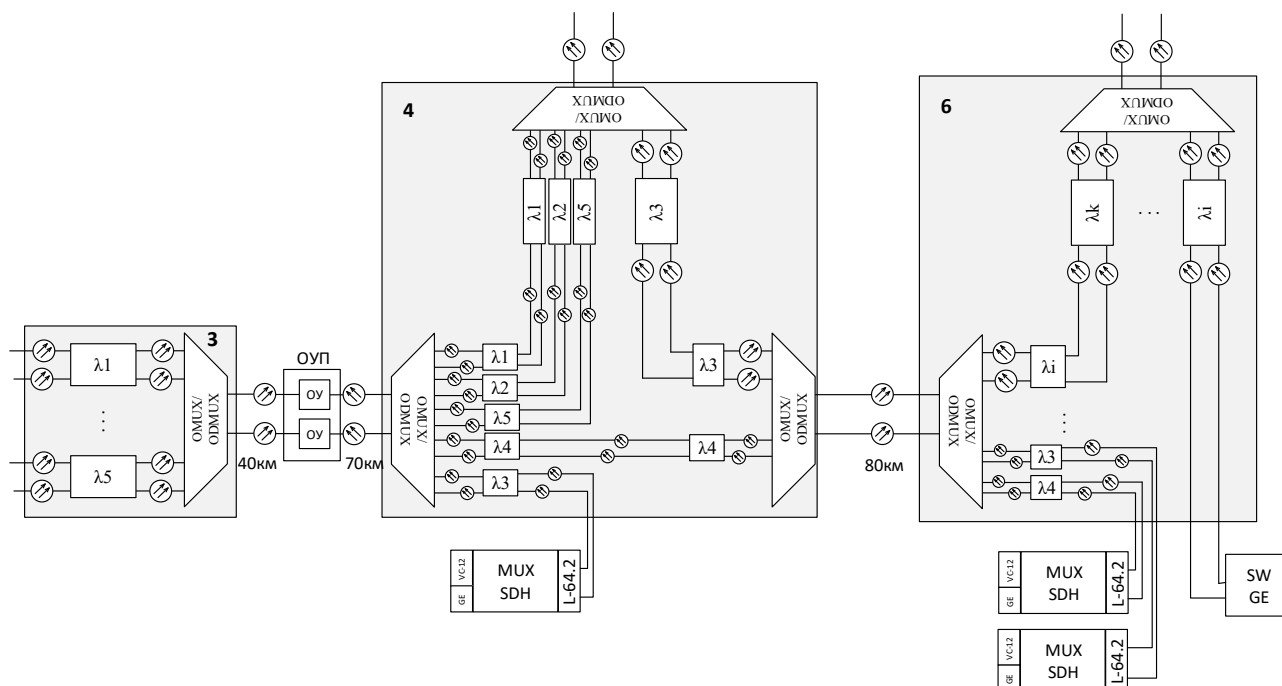 4
OMUX/
ODMUX
λ1
λ2
λ5
λ3
3
λ1
⋮
λ5
OMUX/
ODMUX
40км
ОУП
ОУ
ОУ
70км
OMUX/
ODMUX
λ1
λ2
λ5
λ4
λ3
λ3
λ4
OMUX/
ODMUX
VC-12
GE
MUX
SDH
L-64.2
80км
6
OMUX/
ODMUX
λk
. . .
λi
OMUX/
ODMUX
λi
⋮
λ3
λ4
VC-12
GE
MUX
SDH
L-64.2
VC-12
GE
MUX
SDH
L-64.2
SW
GE